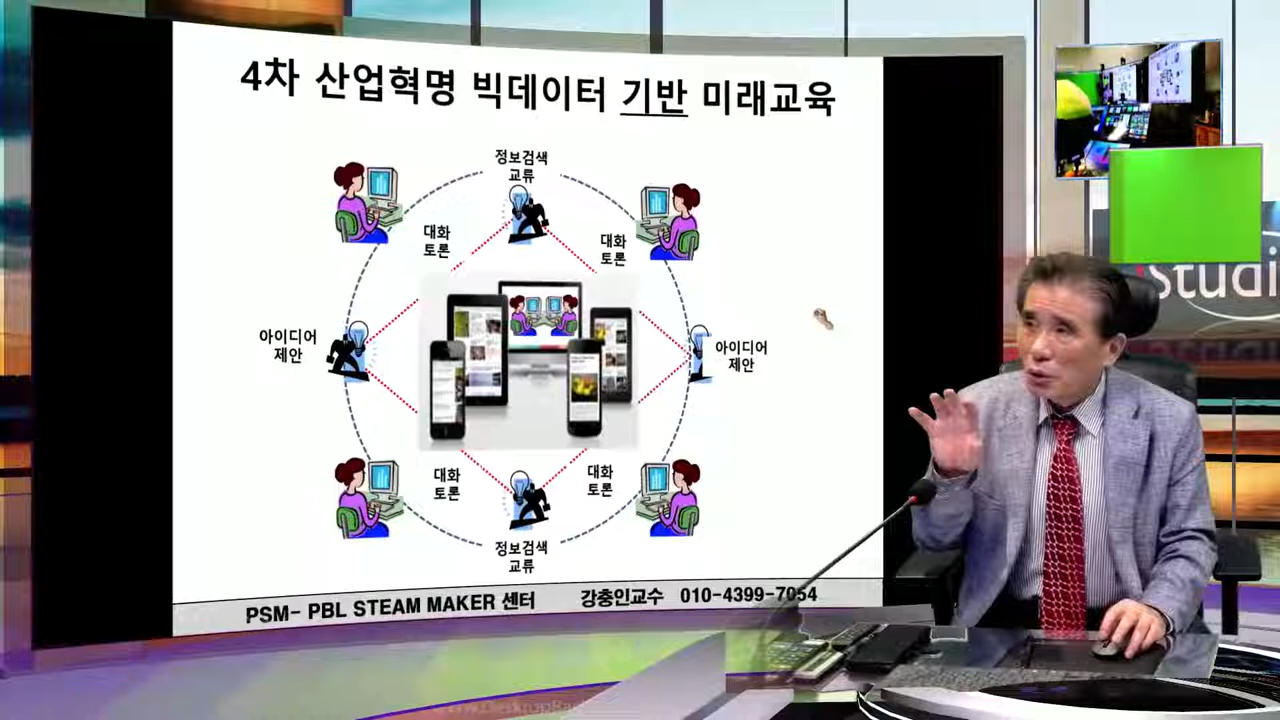 4차 산업혁명 빅데이터 기반 미래교육
정보검색
교류
대화
토론
대화
토론
아이디어
제안
아이디어
제안
대화
토론
대화
토론
정보검색
교류
PSM- PBL STEAM MAKER 센터 강충인교수 010-4399-7054
Studi